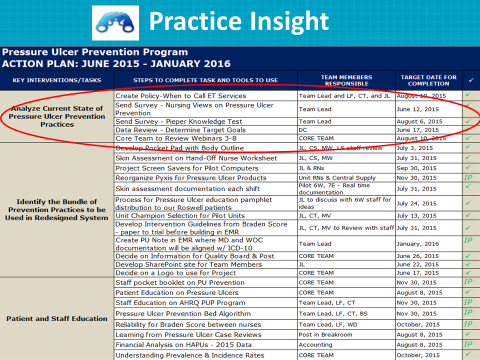 Practice Insight
Pressure Ulcer Prevention Program
ACTION PLAN: JUNE 2015 - JANUARY 2016
KEY INTERVENTIONS/TASKS STEPS TO COMPLETE TASK AND TOOLS TO USE TEAM MEMEBERS RESPONSIBLE TARGET DATE FOR COMPLETION ✓
Analyze Current State of Pressure Ulcer Prevention Practices
Create Policy-When to Call ET Services Team Lead and LF, CT, and JL August 10, 2015 ✓
Send Survey - Nursing Views on Pressure Ulcer Prevention Team Lead June 12, 2015 ✓
Send Survey - Pieper Knowledge Test Team Lead August 6, 2015 ✓
Data Review - Determine Target Goals DC June 17, 2015 ✓
Core Team to Review Webinars 3-8 CORE TEAM August 10, 2015 ✓
Identify the Bundle of Prevention Practices to be Used in Redesigned System
Develop Pocket Pad with Body Outline JL, CS, MW, LS staff review July 3, 2015 ✓
Skin Assessment on Hand-Off Nurse Worksheet JL, CS, MW July 31, 2015 ✓
Project Screen Savers for Pilot Computers JL & RNs Sep 30, 2015 ✓
Reorganize Pyxis for Pressure Ulcer Products Unit RNs & Central Supply Nov 30, 2015 IP
Skin assessment documentation each shift Pilot 6W, 7E - Real time documentation July 31, 2015 ✓
Process for Pressure Ulcer education pamphlet distribution to our Roswell patients JL to discuss with 6W staff for ideas July 24, 2015 ✓
Unit Champion Selection for Pilot Units JL, CT, MV July 13, 2015 ✓
Develop Intervention Guidelines from Braden Score - paper to trial before building in EMR JL, CT, MV to Review with staff July 31, 2015 ✓
Create PU Note in EMR where MD and WOC documentation will be aligned w/ ICD-10 Team Lead January, 2016 IP
Decide on Information for Quality Board & Post CORE TEAM June 26, 2015 ✓
Develop SharePoint site for Team Members JL June 22, 2015 ✓
Decide on a Logo to use for Project CORE TEAM June 17, 2015 ✓
Patient and Staff Education
Staff pocket booklet on PU Prevention CORE TEAM Nov 30, 2015 IP
Patient Education on Pressure Ulcers CORE TEAM August 8, 2015 ✓
Staff Education on AHRQ PUP Program Team Lead, LF, CT Nov 30, 2015 IP
Pressure Ulcer Prevention Bed Algorithm Team Lead, LF, CT, BS Nov 30, 2015 IP
Reliability for Braden Score between nurses Team Lead, LF, WD October, 2015 IP
Learning from Pressure Ulcer Case Reviews Post in Breakroom August 8, 2015 ✓
Financial Analysis on HAPUs - 2015 Data Accounting August 8, 2015 ✓
Understanding Prevalence & Incidence Rates CORE TEAM October, 2015 ✓